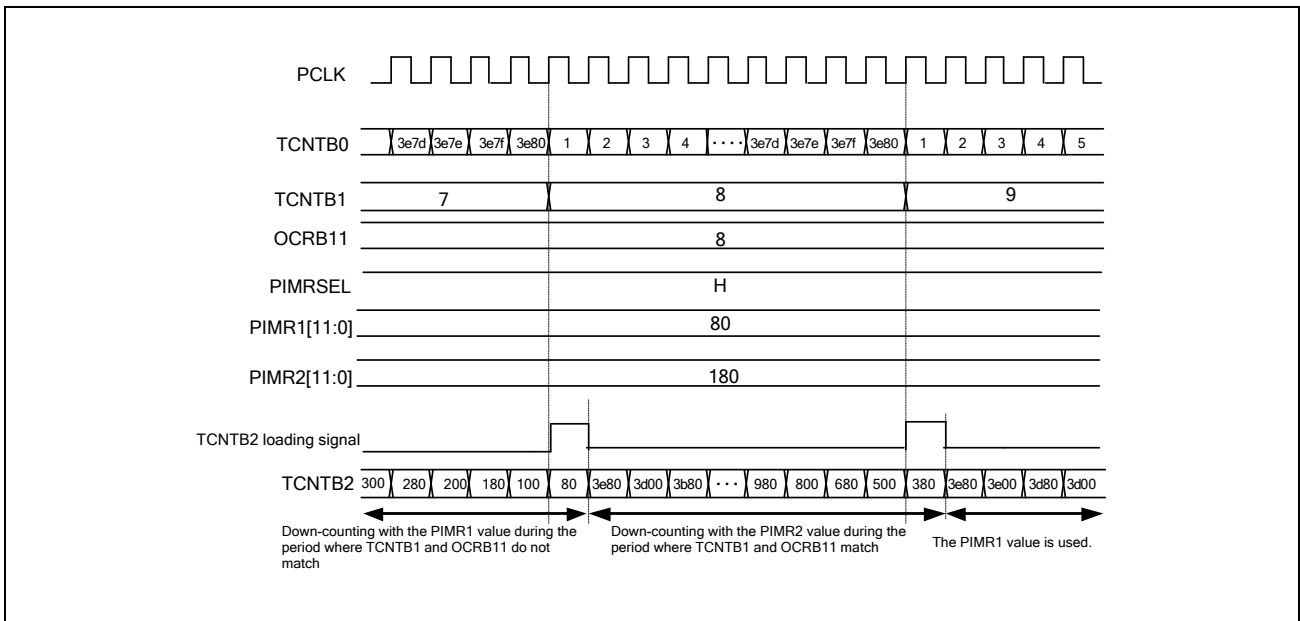 PCLK
TCNTB0 3e7d 3e7e 3e7f 3e80 1 2 3 4 ···· 3e7d 3e7e 3e7f 3e80 1 2 3 4 5
TCNTB1 7 8 9
OCRB11 8
PIMRSEL H
PIMR1[11:0] 80
PIMR2[11:0] 180
TCNTB2 loading signal
TCNTB2 300 280 200 180 100 80 3e80 3d00 3b80 ··· 980 800 680 500 380 3e80 3e00 3d80 3d00
Down-counting with the PIMR1 value during the
period where TCNTB1 and OCRB11 do not
match
Down-counting with the PIMR2 value during the
period where TCNTB1 and OCRB11 match
The PIMR1 value is used.